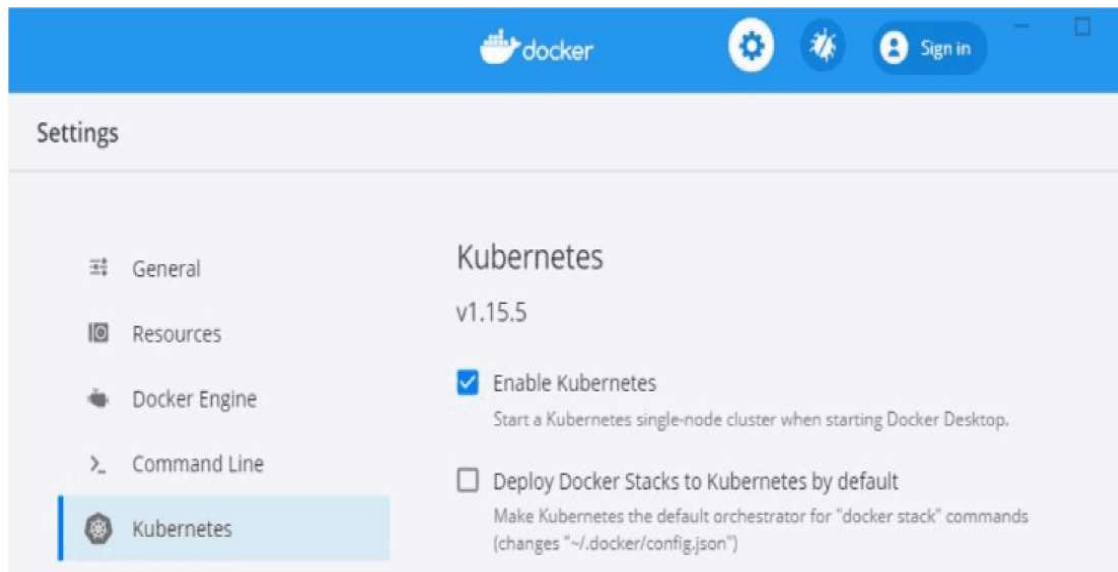 docker
Sign in
Settings
General
Resources
Docker Engine
Command Line
Kubernetes
Kubernetes
v1.15.5
Enable Kubernetes
Start a Kubernetes single-node cluster when starting Docker Desktop.
Deploy Docker Stacks to Kubernetes by default
Make Kubernetes the default orchestrator for "docker stack" commands
(changes "~/.docker/config.json")